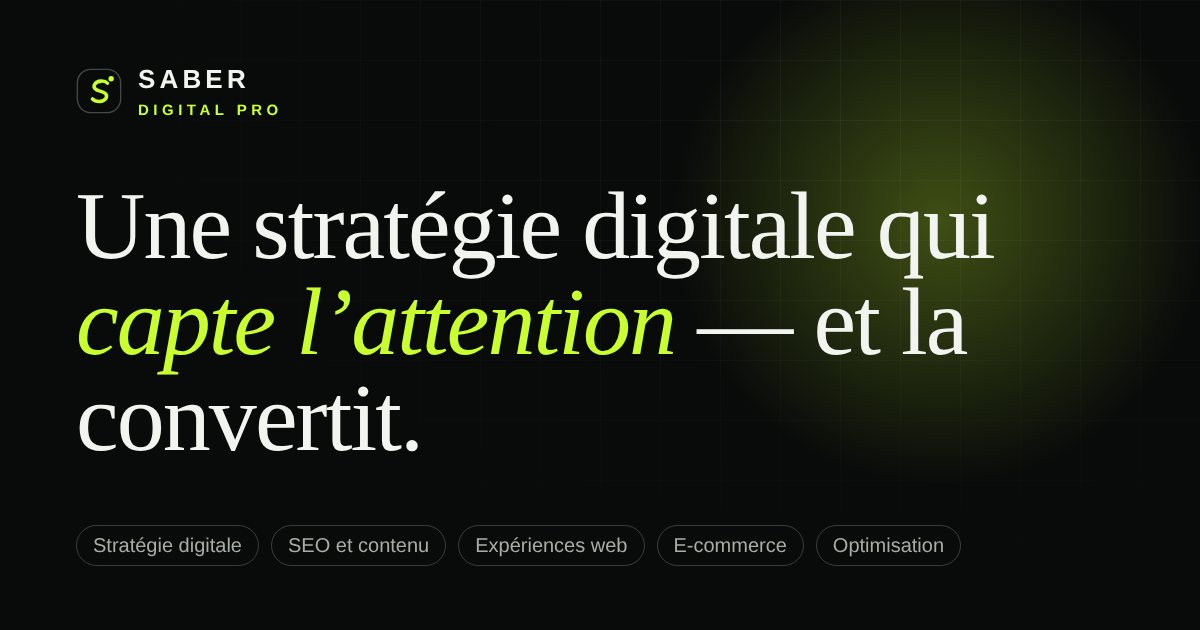 SABER
DIGITAL PRO
Une stratégie digitale qui
capte l’attention — et la
convertit.
Stratégie digitale
SEO et contenu
Expériences web
E-commerce
Optimisation